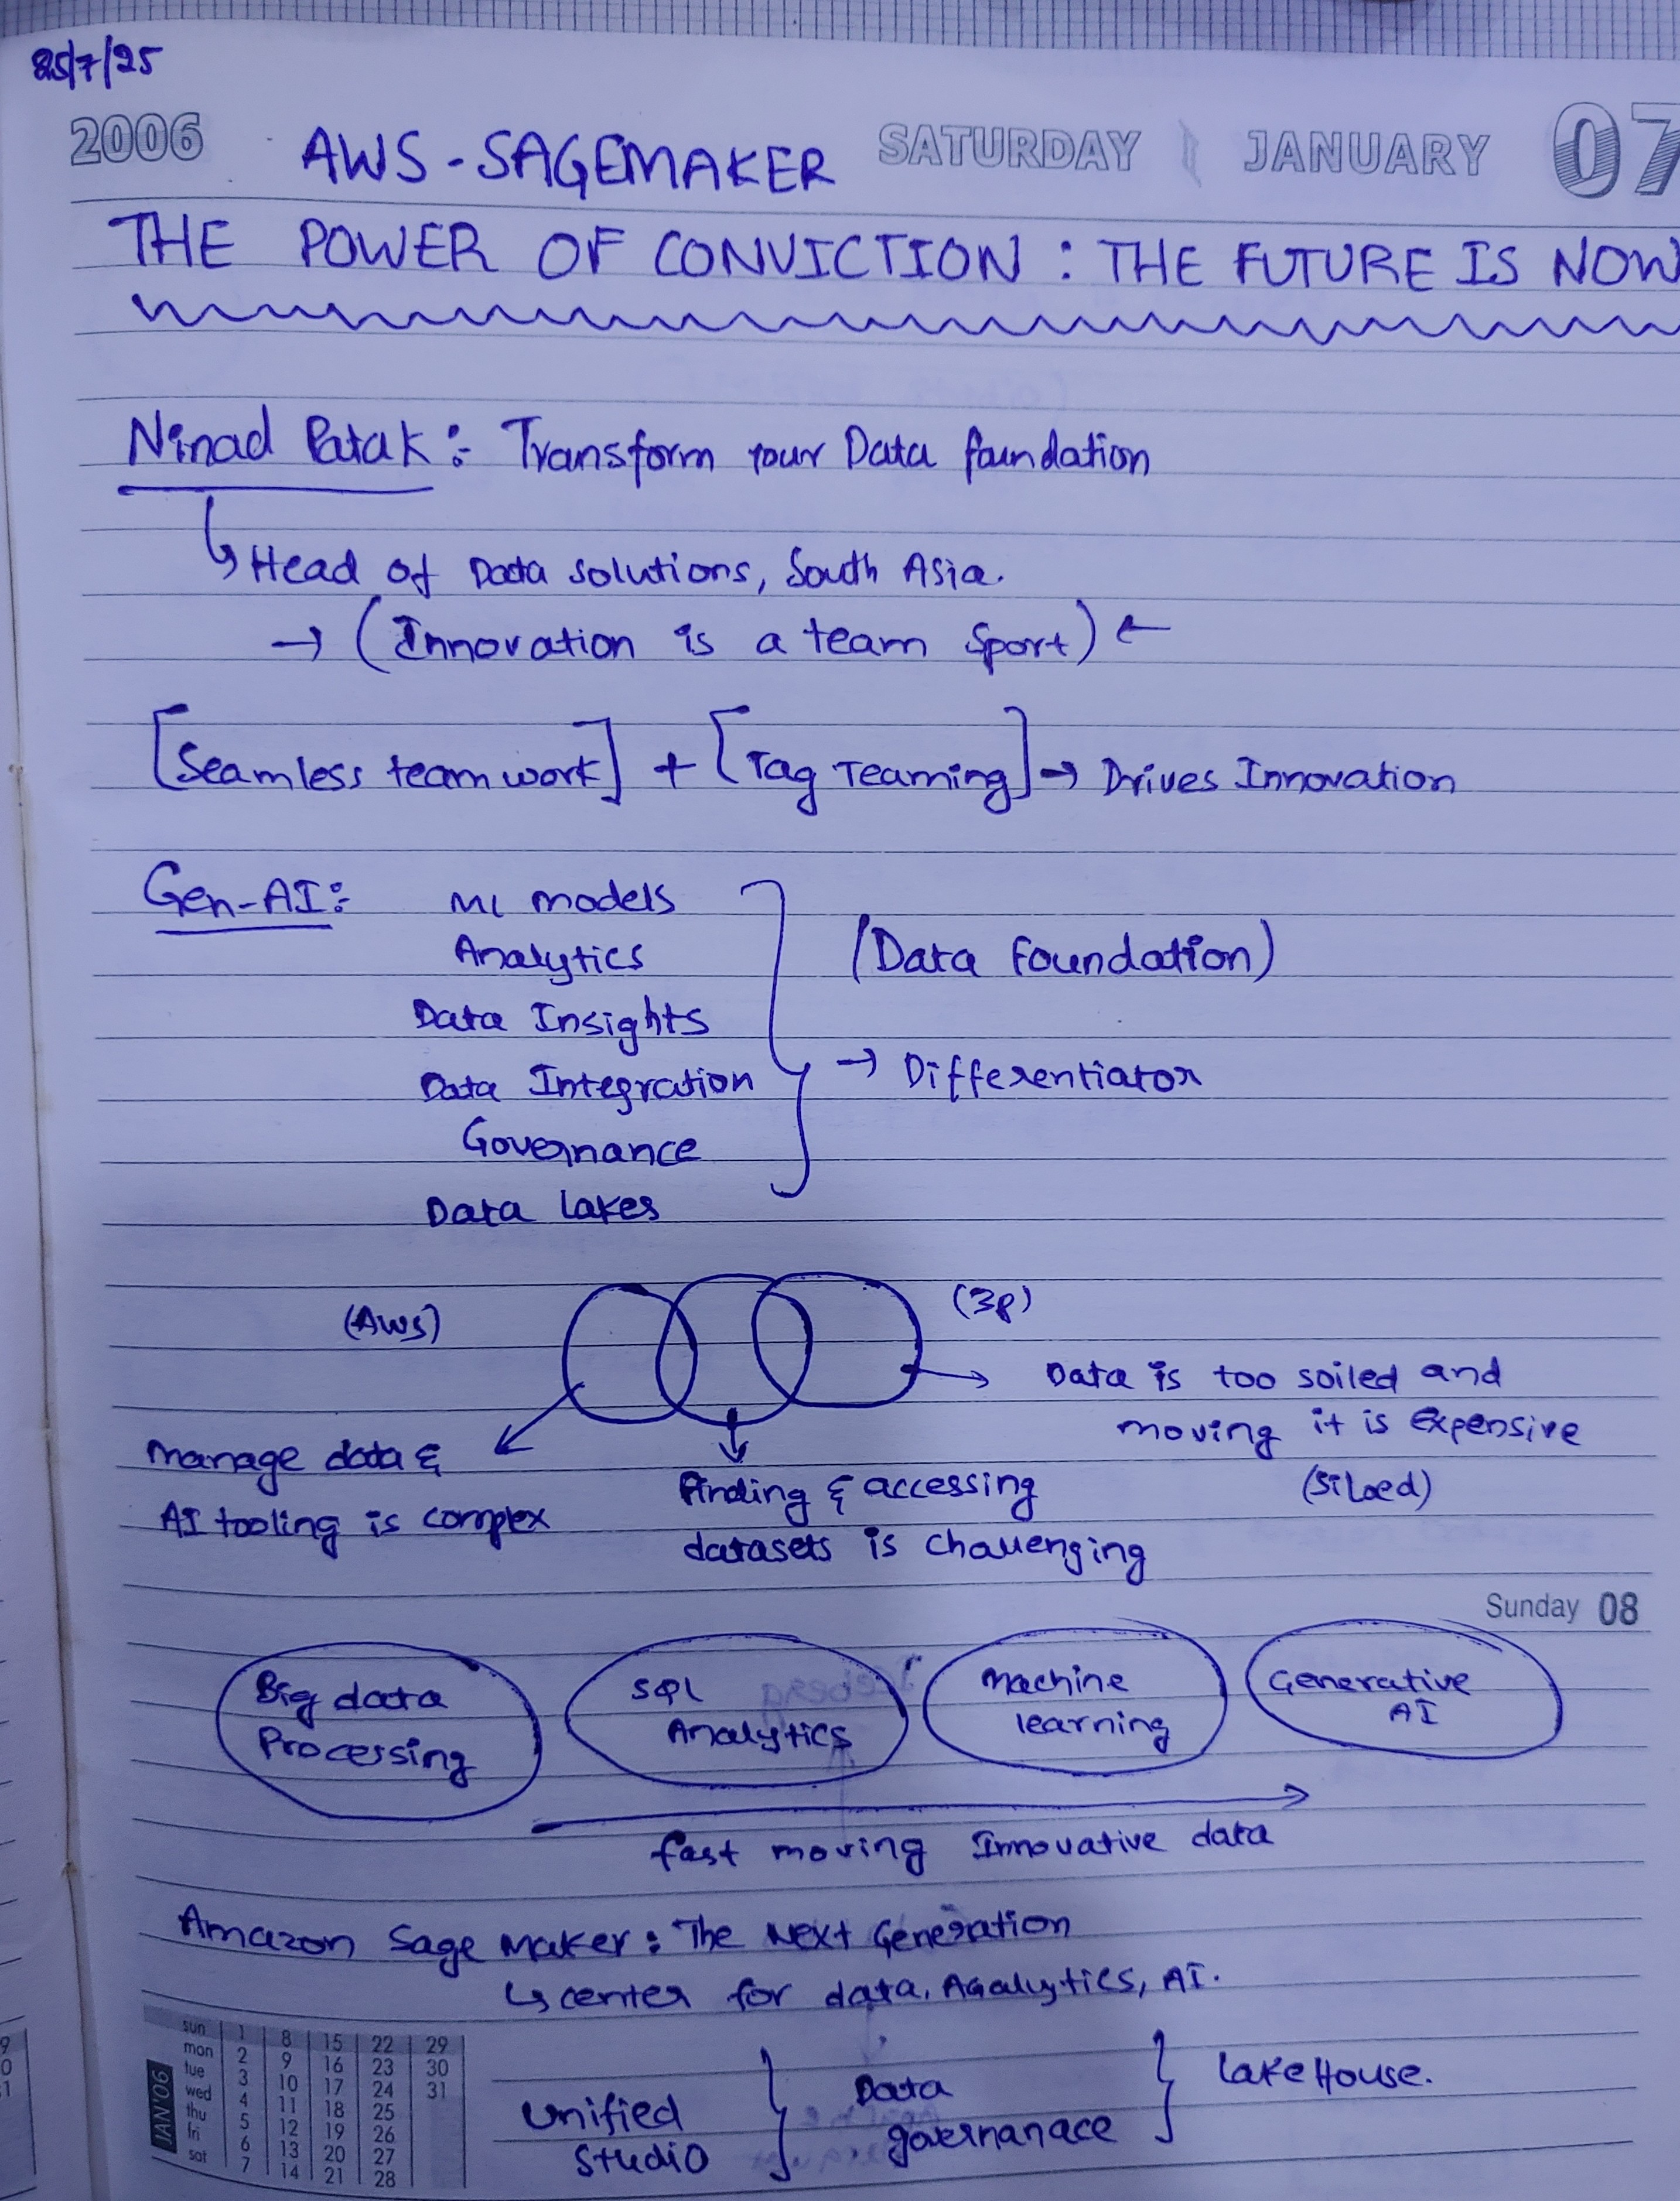 25/7/25
2006 AWS-SAGEMAKER SATURDAY JANUARY 07
THE POWER OF CONVICTION : THE FUTURE IS NOW
Ninad Patak :- Transform your Data foundation
↳ Head of Data solutions, South Asia.
→ (Innovation is a team Sport) ←
[Seamless team work] + [Tag Teaming] → Drives Innovation
Gen-AI :- ML models
Analytics
(Data Foundation)
Data Insights
Data Integration
→ Differentiator
Governance
Data lakes
(AWS)
(3P)
Data is too soiled and
moving it is Expensive
(Siloed)
manage data &
AI tooling is complex
Finding & accessing
datasets is challenging
Sunday 08
Big data
Processing
SQL
Analytics
Machine
learning
Generative
AI
fast moving Innovative data
Amazon Sage Maker : The Next Generation
↳ center for data, Agalytics, AI.
Unified
Studio
Data
governanace
Lake House.
JAN'06
sun 1 8 15 22 29
mon 2 9 16 23 30
tue 3 10 17 24 31
wed 4 11 18 25
thu 5 12 19 26
fri 6 13 20 27
sat 7 14 21 28